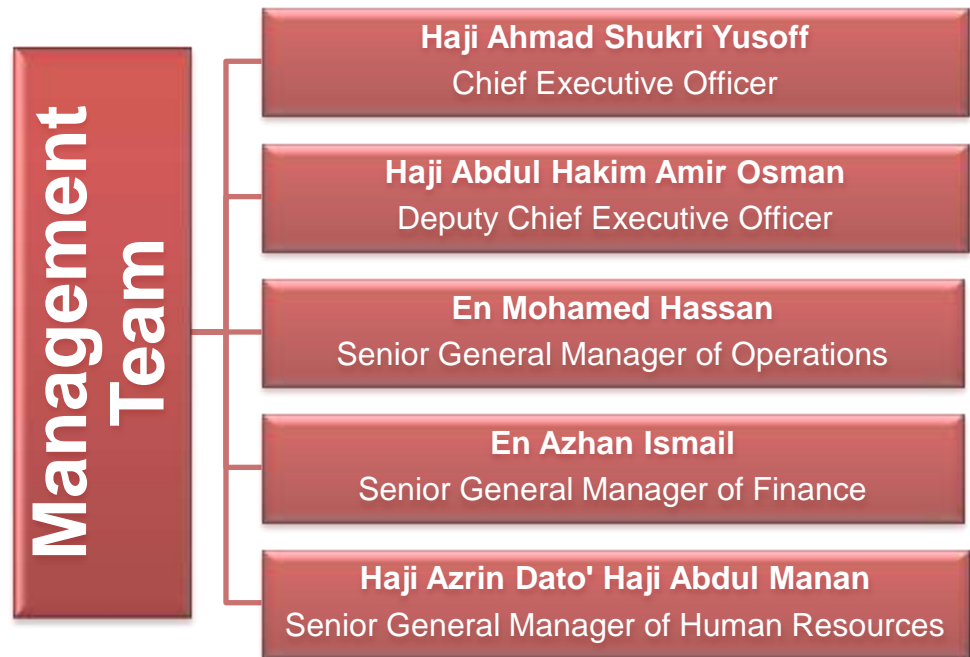 Management
Team
Haji Ahmad Shukri Yusoff
Chief Executive Officer
Haji Abdul Hakim Amir Osman
Deputy Chief Executive Officer
En Mohamed Hassan
Senior General Manager of Operations
En Azhan Ismail
Senior General Manager of Finance
Haji Azrin Dato' Haji Abdul Manan
Senior General Manager of Human Resources